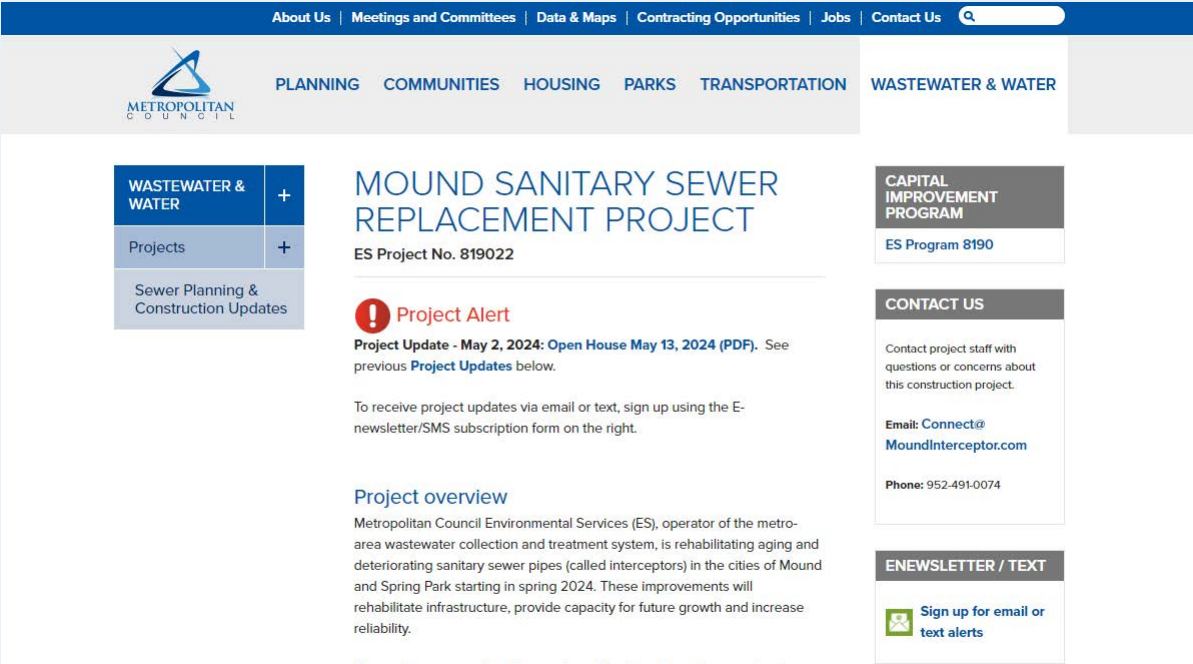 About Us | Meetings and Committees | Data & Maps | Contracting Opportunities | Jobs | Contact Us
METROPOLITAN
COUNCIL
PLANNING COMMUNITIES HOUSING PARKS TRANSPORTATION WASTEWATER & WATER
WASTEWATER &
WATER
+
Projects +
Sewer Planning &
Construction Updates
MOUND SANITARY SEWER
REPLACEMENT PROJECT
ES Project No. 819022
Project Alert
Project Update - May 2, 2024: Open House May 13, 2024 (PDF). See
previous Project Updates below.
To receive project updates via email or text, sign up using the E-
newsletter/SMS subscription form on the right.
Project overview
Metropolitan Council Environmental Services (ES), operator of the metro-
area wastewater collection and treatment system, is rehabilitating aging and
deteriorating sanitary sewer pipes (called interceptors) in the cities of Mound
and Spring Park starting in spring 2024. These improvements will
rehabilitate infrastructure, provide capacity for future growth and increase
reliability.
CAPITAL
IMPROVEMENT
PROGRAM
ES Program 8190
CONTACT US
Contact project staff with
questions or concerns about
this construction project.
Email: Connect@
MoundInterceptor.com
Phone: 952-491-0074
ENEWSLETTER / TEXT
Sign up for email or
text alerts